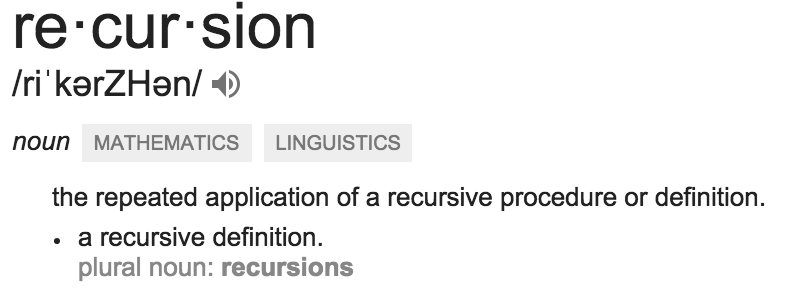 re·cur·sion
/riˈkərZHən/
noun MATHEMATICS LINGUISTICS
the repeated application of a recursive procedure or definition.
• a recursive definition.
plural noun: recursions